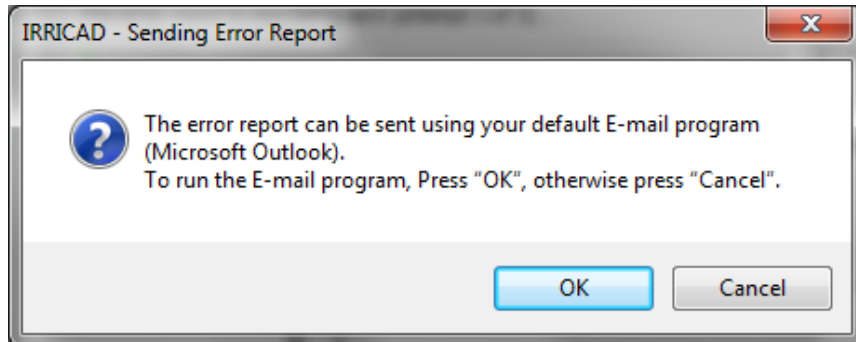 IRRICAD - Sending Error Report
The error report can be sent using your default E-mail program
(Microsoft Outlook).
To run the E-mail program, Press “OK”, otherwise press “Cancel”.
OK
Cancel